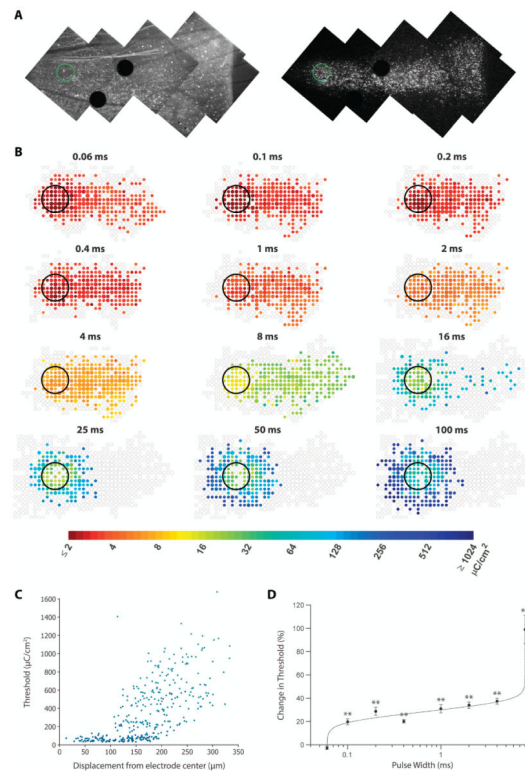 A
B
0.06 ms
0.1 ms
0.2 ms
0.4 ms
1 ms
2 ms
4 ms
8 ms
16 ms
25 ms
50 ms
100 ms
≤ 2
4
8
16
32
64
128
256
512
≥ 1024
μC/cm²
C
Threshold (μC/cm²)
1600
1400
1200
1000
800
600
400
200
0
0 50 100 150 200 250 300 350
Displacement from electrode center (μm)
D
Change in Threshold (%)
120
100
80
60
40
20
0
** ** ** ** ** **
0.1 1
Pulse Width (ms)